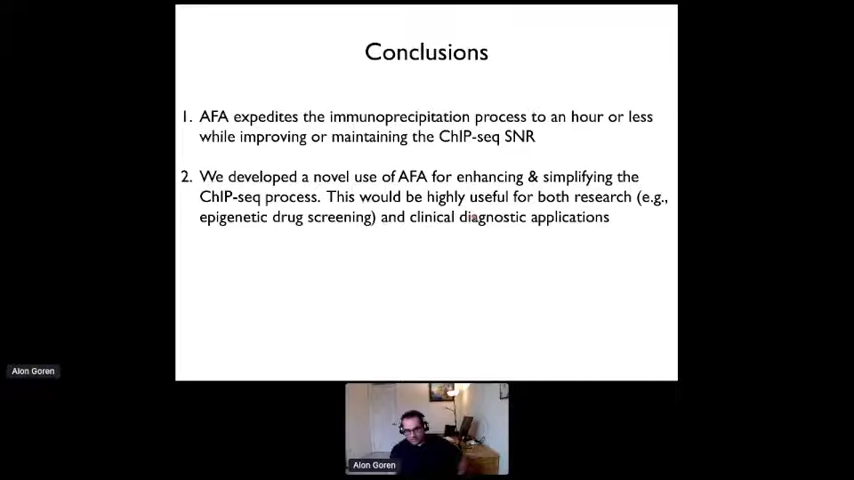 Conclusions
1. AFA expedites the immunoprecipitation process to an hour or less
while improving or maintaining the ChIP-seq SNR
2. We developed a novel use of AFA for enhancing & simplifying the
ChIP-seq process. This would be highly useful for both research (e.g.,
epigenetic drug screening) and clinical diagnostic applications
Alon Goren
Alon Goren